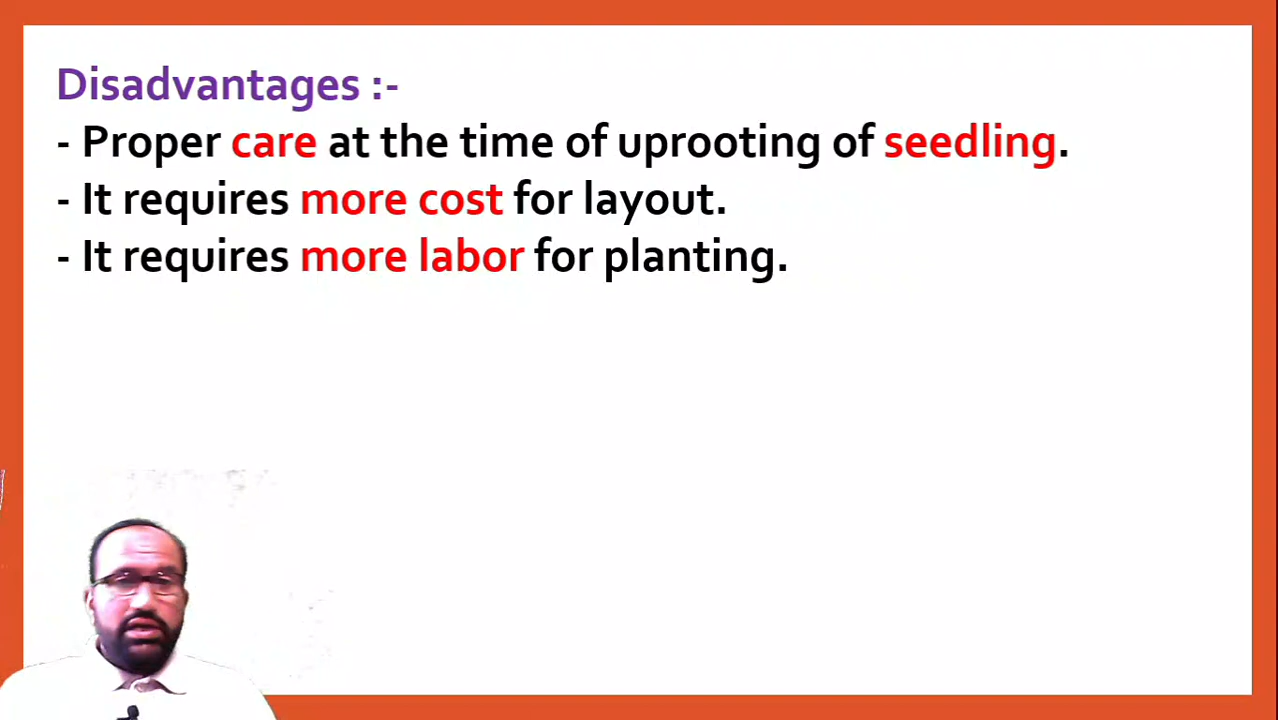 Disadvantages :-
- Proper care at the time of uprooting of seedling.
- It requires more cost for layout.
- It requires more labor for planting.